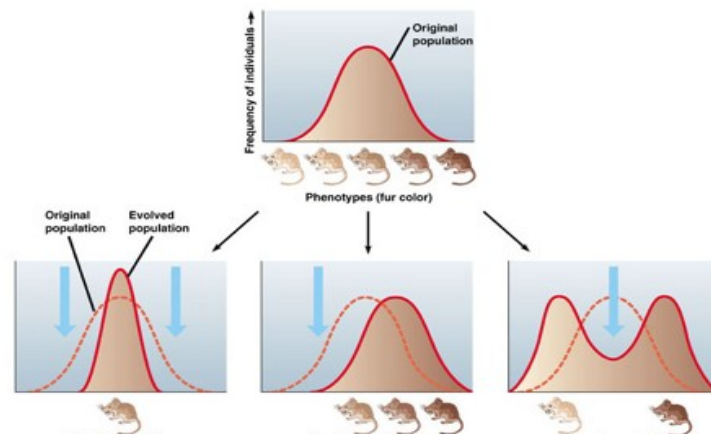 Frequency of individuals
Original
population
Phenotypes (fur color)
Original
population
Evolved
population